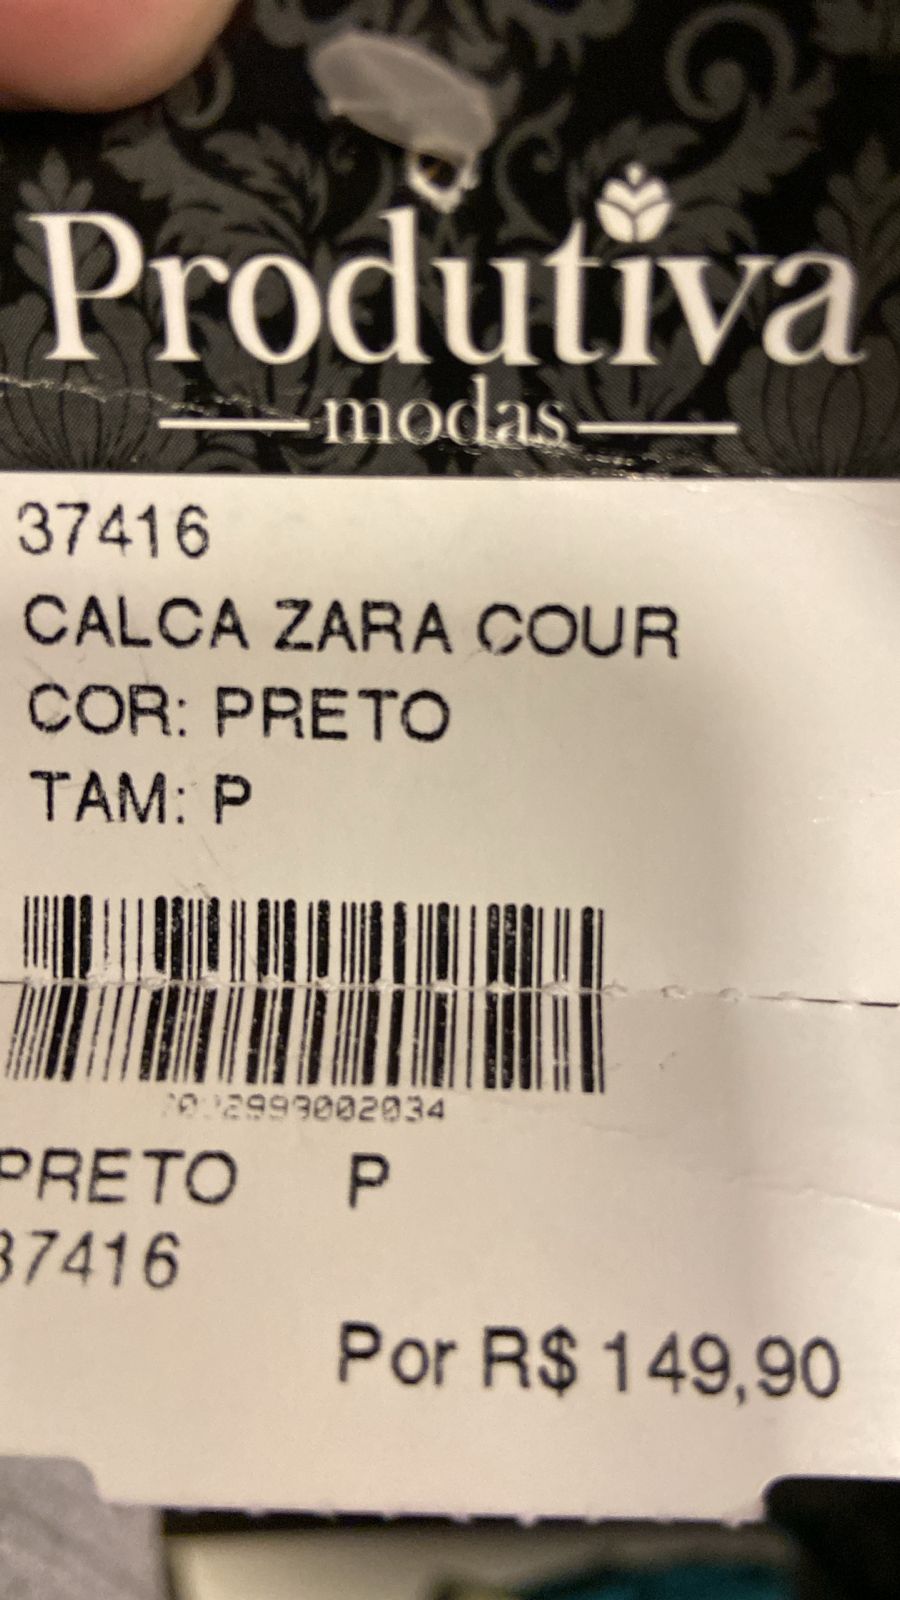 Produtiva
modas
37416
CALCA ZARA COUR
COR: PRETO
TAM: P
PRETO P
37416
Por R$ 149,90